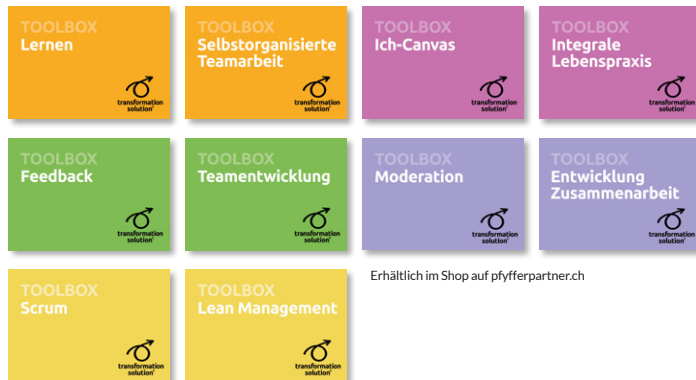 TOOLBOX
Lernen
transformation
solution
TOOLBOX
Selbstorganisierte
Teamarbeit
transformation
solution
TOOLBOX
Ich-Canvas
transformation
solution
TOOLBOX
Integrale
Lebenspraxis
transformation
solution
TOOLBOX
Feedback
transformation
solution
TOOLBOX
Teamentwicklung
transformation
solution
TOOLBOX
Moderation
transformation
solution
TOOLBOX
Entwicklung
Zusammenarbeit
transformation
solution
TOOLBOX
Scrum
transformation
solution
TOOLBOX
Lean Management
transformation
solution
Erhältlich im Shop auf pfyfferpartner.ch